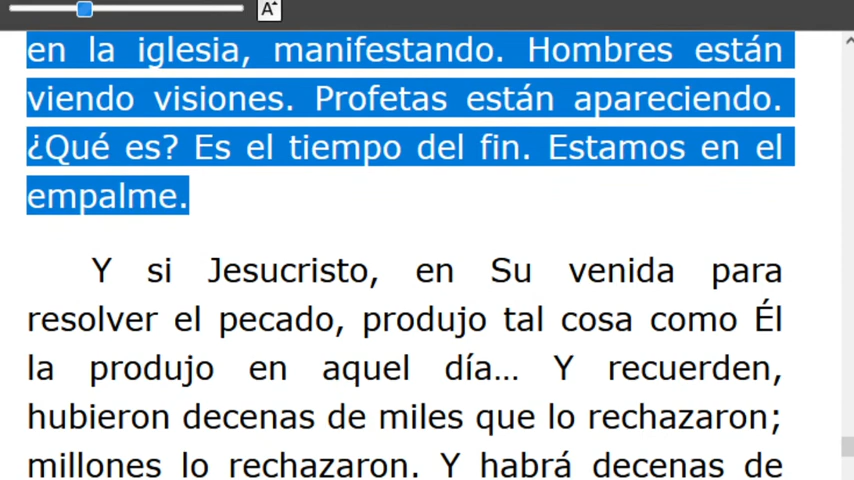 A
en la iglesia, manifestando. Hombres están
viendo visiones. Profetas están apareciendo.
¿Qué es? Es el tiempo del fin. Estamos en el
empalme.
Y si Jesucristo, en Su venida para
resolver el pecado, produjo tal cosa como Él
la produjo en aquel día... Y recuerden,
hubieron decenas de miles que lo rechazaron;
millones lo rechazaron. Y habrá decenas de